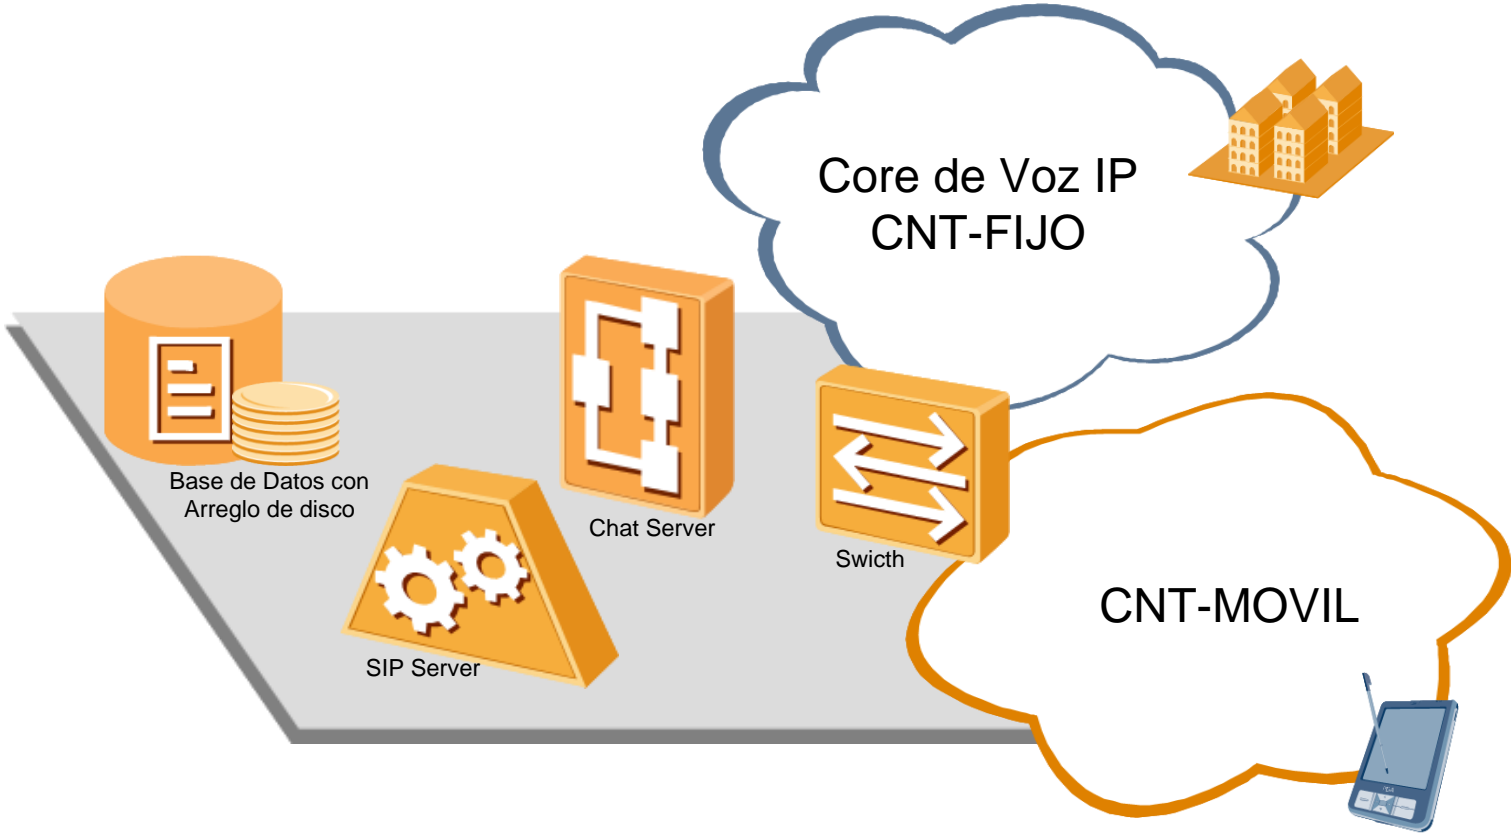 Core de Voz IP
CNT-FIJO
Base de Datos con
Arreglo de disco
Chat Server
Swicth
SIP Server
CNT-MOVIL